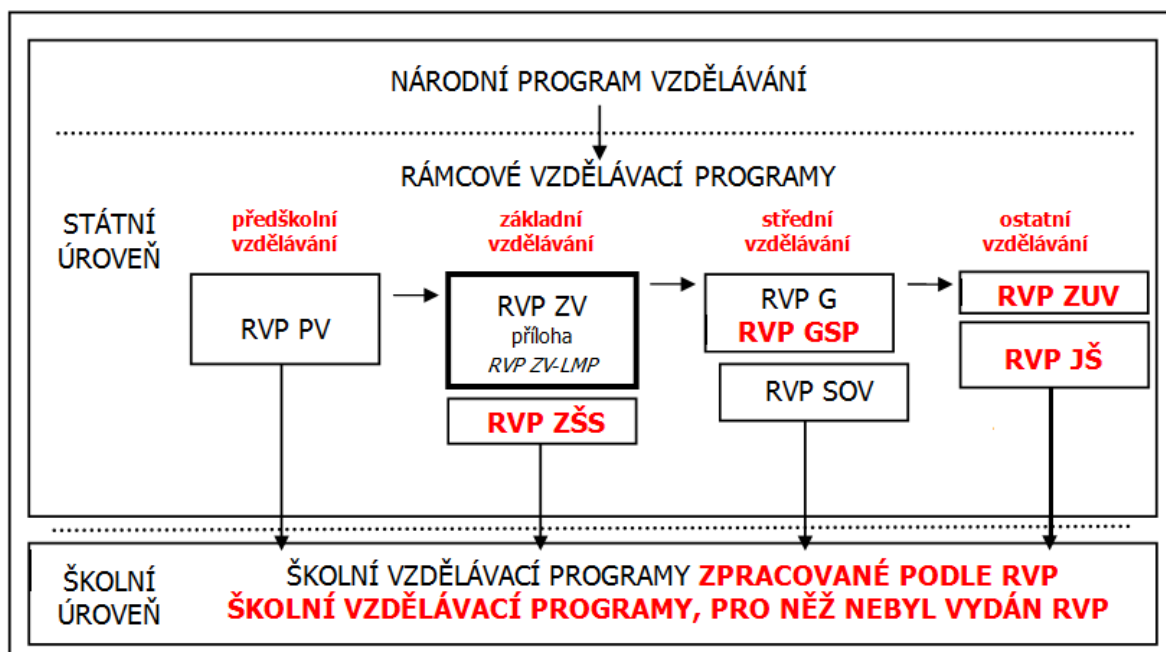 NÁRODNÍ PROGRAM VZDĚLÁVÁNÍ
RÁMCOVÉ VZDĚLÁVACÍ PROGRAMY
STÁTNÍ
ÚROVEŇ
předškolní
vzdělávání
základní
vzdělávání
střední
vzdělávání
ostatní
vzdělávání
RVP PV
RVP ZV
příloha
RVP ZV-LMP
RVP ZŠS
RVP G
RVP GSP
RVP SOV
RVP ZUV
RVP JŠ
ŠKOLNÍ
ÚROVEŇ
ŠKOLNÍ VZDĚLÁVACÍ PROGRAMY ZPRACOVANÉ PODLE RVP
ŠKOLNÍ VZDĚLÁVACÍ PROGRAMY, PRO NĚŽ NEBYL VYDÁN RVP